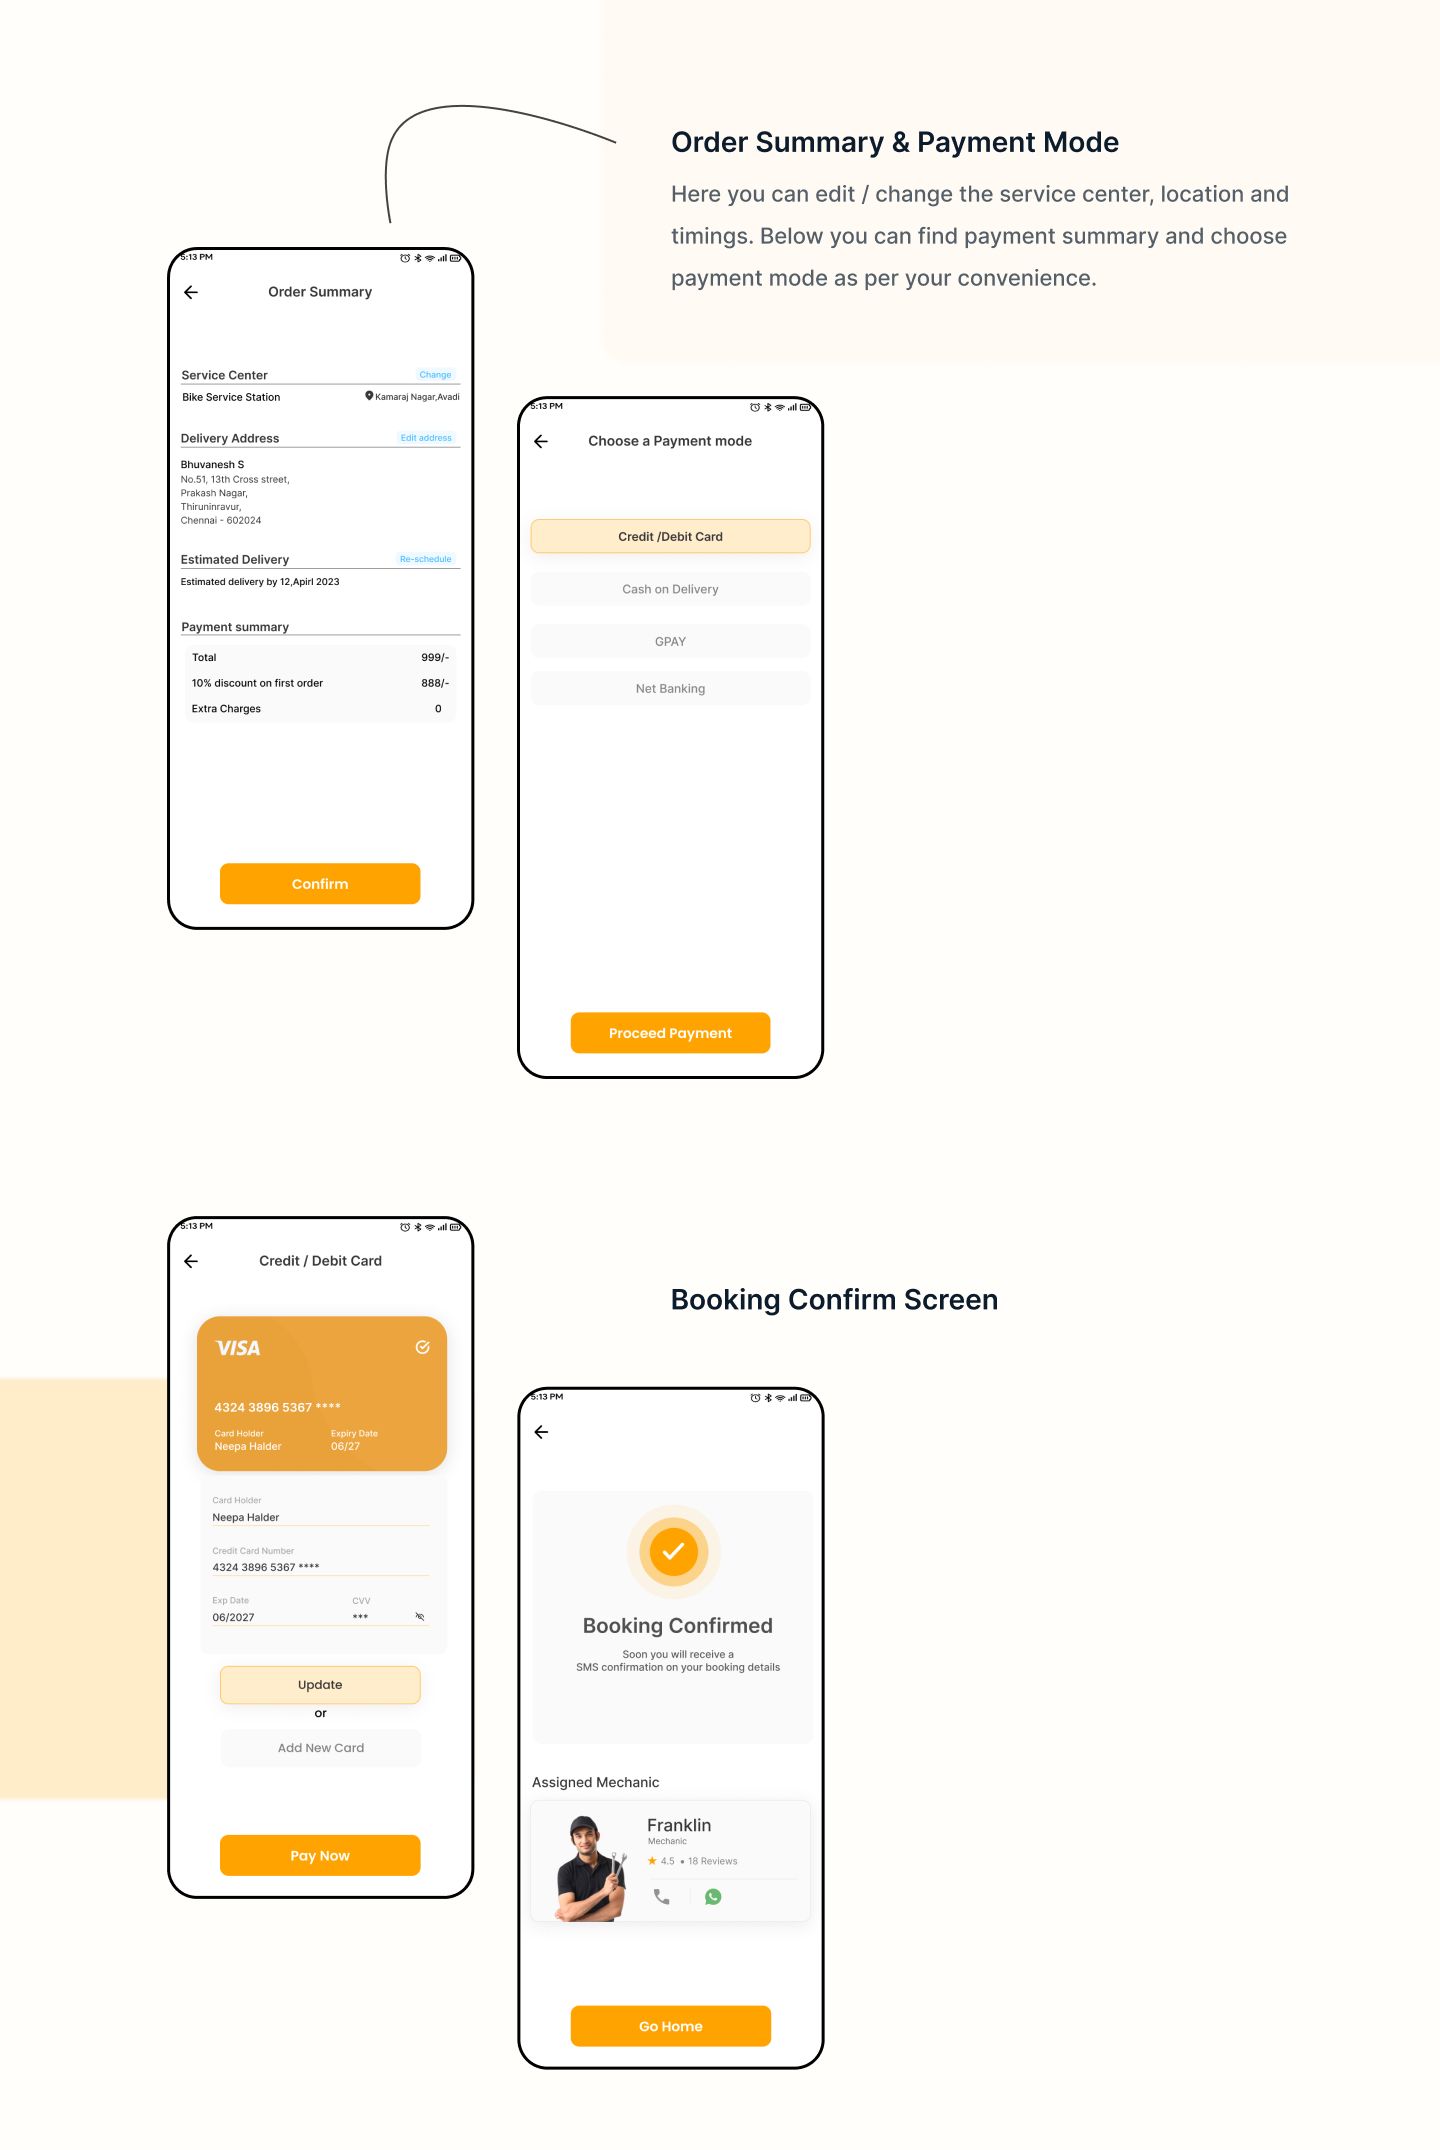 Order Summary & Payment Mode
Here you can edit / change the service center, location and
timings. Below you can find payment summary and choose
payment mode as per your convenience.
5:13 PM
Order Summary
Service Center Change
Bike Service Station Kamaraj Nagar,Avadi
Delivery Address Edit address
Bhuvanesh S
No.51, 13th Cross street,
Prakash Nagar,
Thiruninravur,
Chennai - 602024
Estimated Delivery Re-schedule
Estimated delivery by 12,Apirl 2023
Payment summary
Total 999/-
10% discount on first order 888/-
Extra Charges 0
Confirm
5:13 PM
Choose a Payment mode
Credit /Debit Card
Cash on Delivery
GPAY
Net Banking
Proceed Payment
5:13 PM
Credit / Debit Card
VISA
4324 3896 5367 ****
Card Holder Expiry Date
Neepa Halder 06/27
Card Holder
Neepa Halder
Credit Card Number
4324 3896 5367 ****
Exp Date CVV
06/2027 ***
Update
or
Add New Card
Pay Now
Booking Confirm Screen
5:13 PM
Booking Confirmed
Soon you will receive a
SMS confirmation on your booking details
Assigned Mechanic
Franklin
Mechanic
4.5 • 18 Reviews
Go Home